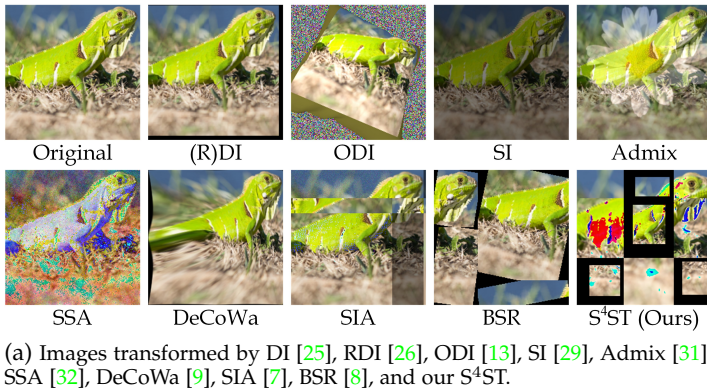 Original (R)DI ODI SI Admix
SSA DeCoWa SIA BSR S⁴ST (Ours)
(a) Images transformed by DI [25], RDI [26], ODI [13], SI [29], Admix [31]
SSA [32], DeCoWa [9], SIA [7], BSR [8], and our S⁴ST.